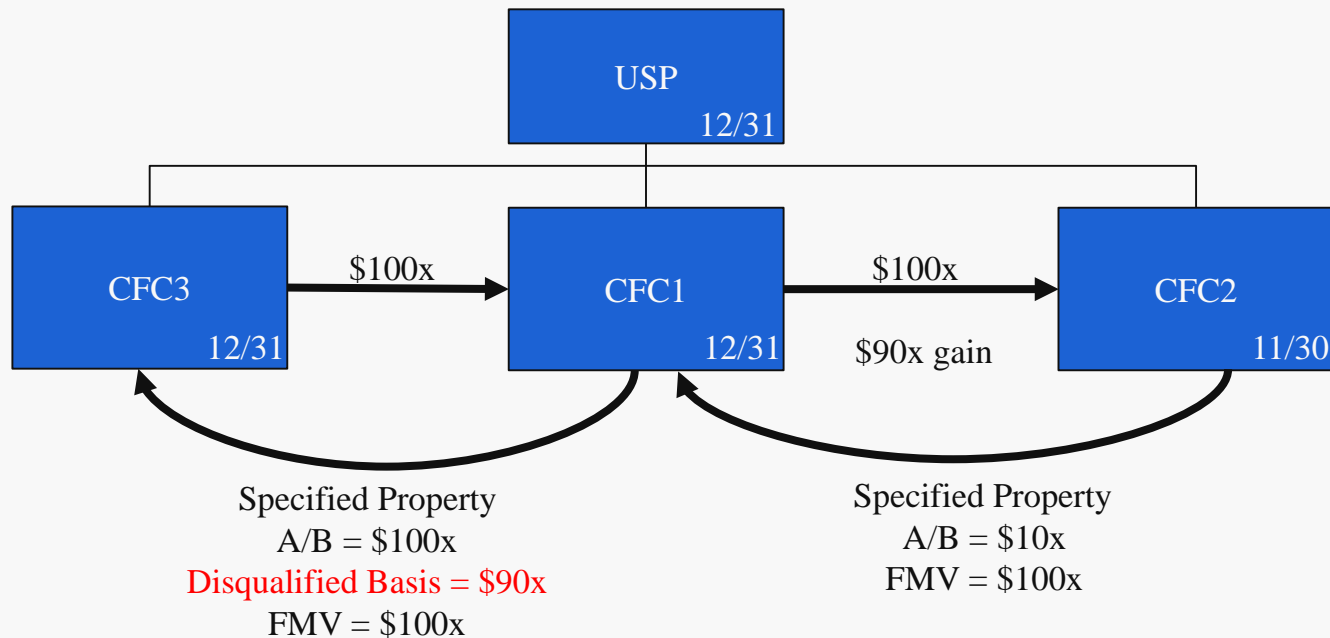 USP
12/31
CFC3
12/31
$100x
CFC1
12/31
$100x
$90x gain
CFC2
11/30
Specified Property
A/B = $100x
Disqualified Basis = $90x
FMV = $100x
Specified Property
A/B = $10x
FMV = $100x